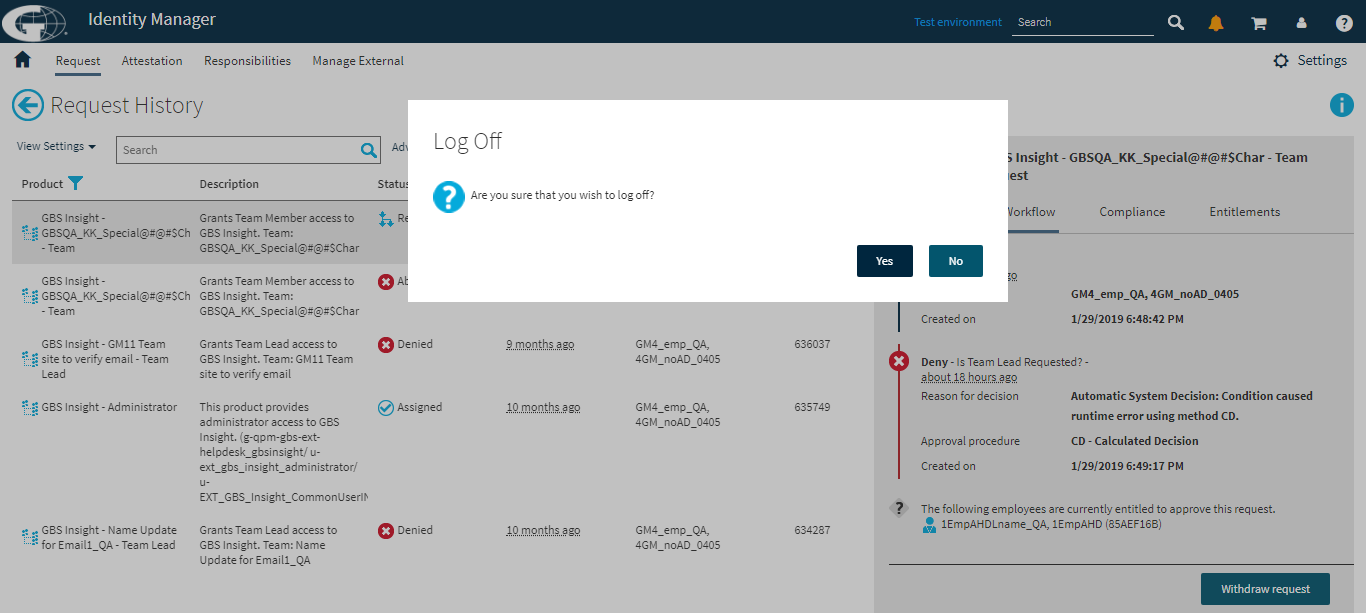 Identity Manager
Test environment
Search
Request
Attestation
Responsibilities
Manage External
Settings
Request History
View Settings
Search
Adv
Product
Description
Status
GBS Insight -
GBSQA_KK_Special@#@#$Ch
- Team
Grants Team Member access to
GBS Insight. Team:
GBSQA_KK_Special@#@#$Char
Re
GBS Insight -
GBSQA_KK_Special@#@#$Ch
- Team
Grants Team Member access to
GBS Insight. Team:
GBSQA_KK_Special@#@#$Char
Ab
GBS Insight - GM11 Team
site to verify email - Team
Lead
Grants Team Lead access to
GBS Insight. Team: GM11 Team
site to verify email
Denied
9 months ago
GM4_emp_QA,
4GM_noAD_0405
636037
GBS Insight - Administrator
This product provides
administrator access to GBS
Insight. (g-qpm-gbs-ext-
helpdesk_gbsinsight/ u-
ext_gbs_insight_administrator/
u-
EXT_GBS_Insight_CommonUserIN
Assigned
10 months ago
GM4_emp_QA,
4GM_noAD_0405
635749
GBS Insight - Name Update
for Email1_QA - Team Lead
Grants Team Lead access to
GBS Insight. Team: Name
Update for Email1_QA
Denied
10 months ago
GM4_emp_QA,
4GM_noAD_0405
634287
Log Off
Are you sure that you wish to log off?
Yes
No
S Insight - GBSQA_KK_Special@#@#$Char - Team
est
Workflow
Compliance
Entitlements
go
GM4_emp_QA, 4GM_noAD_0405
Created on
1/29/2019 6:48:42 PM
Deny - Is Team Lead Requested? -
about 18 hours ago
Reason for decision
Automatic System Decision: Condition caused
runtime error using method CD.
Approval procedure
CD - Calculated Decision
Created on
1/29/2019 6:49:17 PM
The following employees are currently entitled to approve this request.
1EmpAHDLname_QA, 1EmpAHD (85AEF16B)
Withdraw request